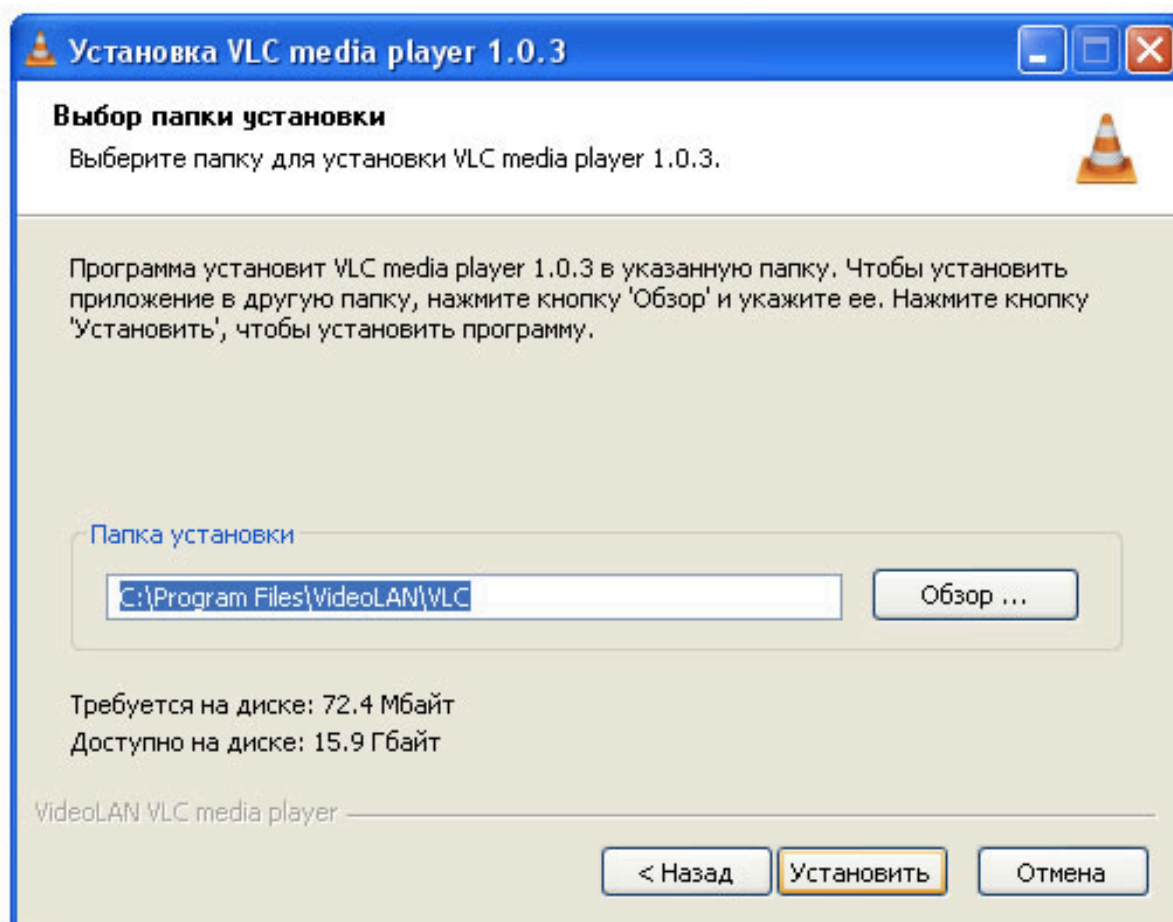 Установка VLC media player 1.0.3
Выбор папки установки
Выберите папку для установки VLC media player 1.0.3.
Программа установит VLC media player 1.0.3 в указанную папку. Чтобы установить
приложение в другую папку, нажмите кнопку 'Обзор' и укажите ее. Нажмите кнопку
'Установить', чтобы установить программу.
Папка установки
C:\Program Files\VideoLAN\VLC
Обзор ...
Требуется на диске: 72.4 Мбайт
Доступно на диске: 15.9 Гбайт
VideoLAN VLC media player
< Назад Установить Отмена